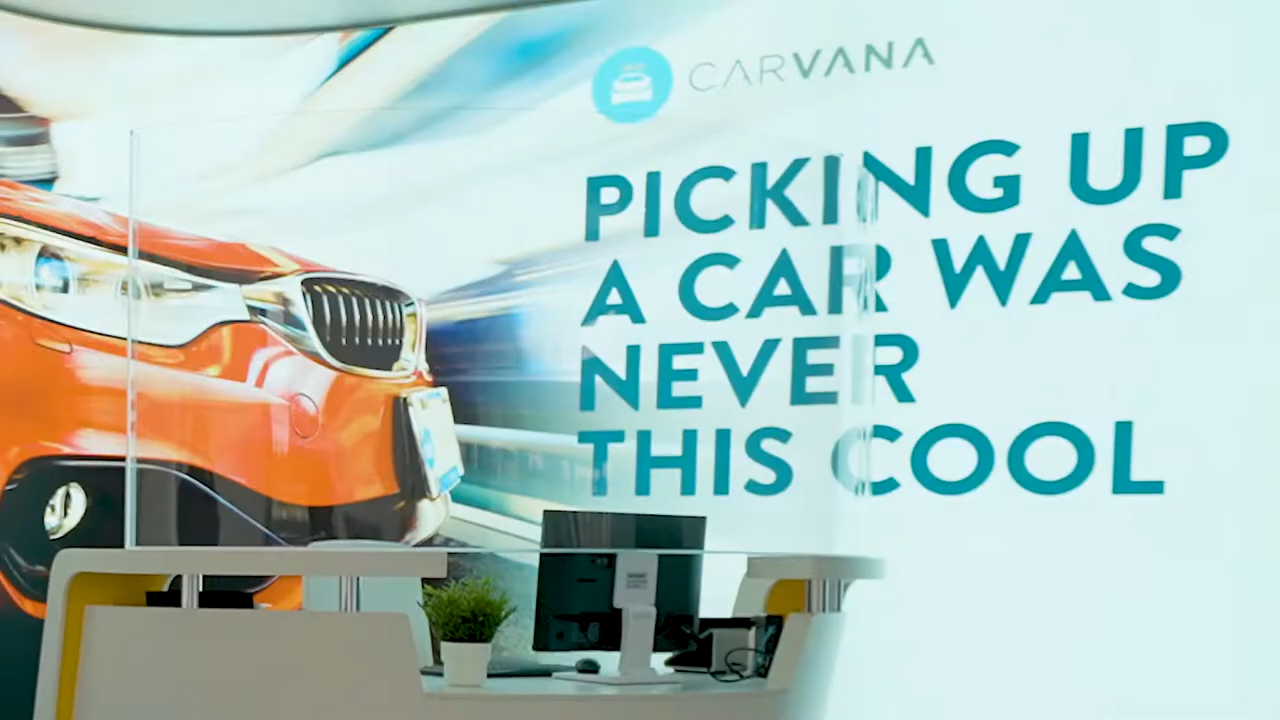 CARVANA
PICKING UP
A CAR WAS
NEVER
THIS COOL